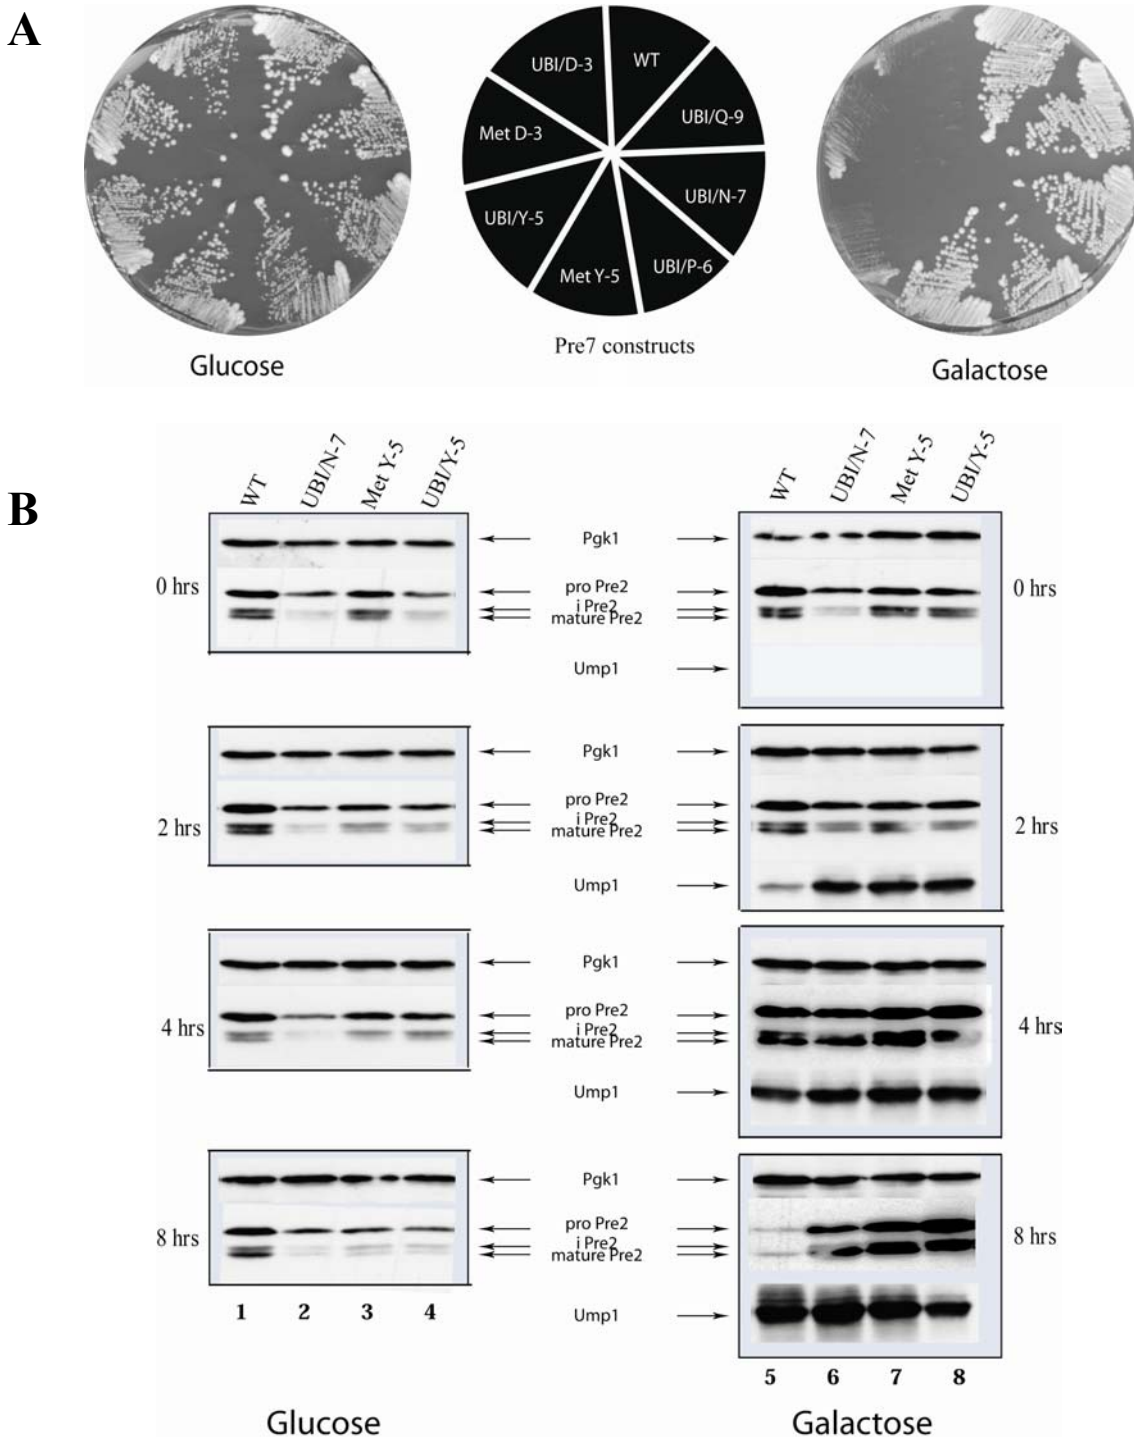 A
UBI/D-3
WT
UBI/Q-9
Met D-3
UBI/N-7
UBI/Y-5
UBI/P-6
Met Y-5
Glucose
Pre7 constructs
Galactose
B
WT
UBI/N-7
Met Y-5
UBI/Y-5
WT
UBI/N-7
Met Y-5
UBI/Y-5
0 hrs
Pgk1
pro Pre2
i Pre2
mature Pre2
Ump1
0 hrs
2 hrs
Pgk1
pro Pre2
i Pre2
mature Pre2
Ump1
2 hrs
4 hrs
Pgk1
pro Pre2
i Pre2
mature Pre2
Ump1
4 hrs
8 hrs
Pgk1
pro Pre2
i Pre2
mature Pre2
Ump1
8 hrs
1 2 3 4
5 6 7 8
Glucose
Galactose